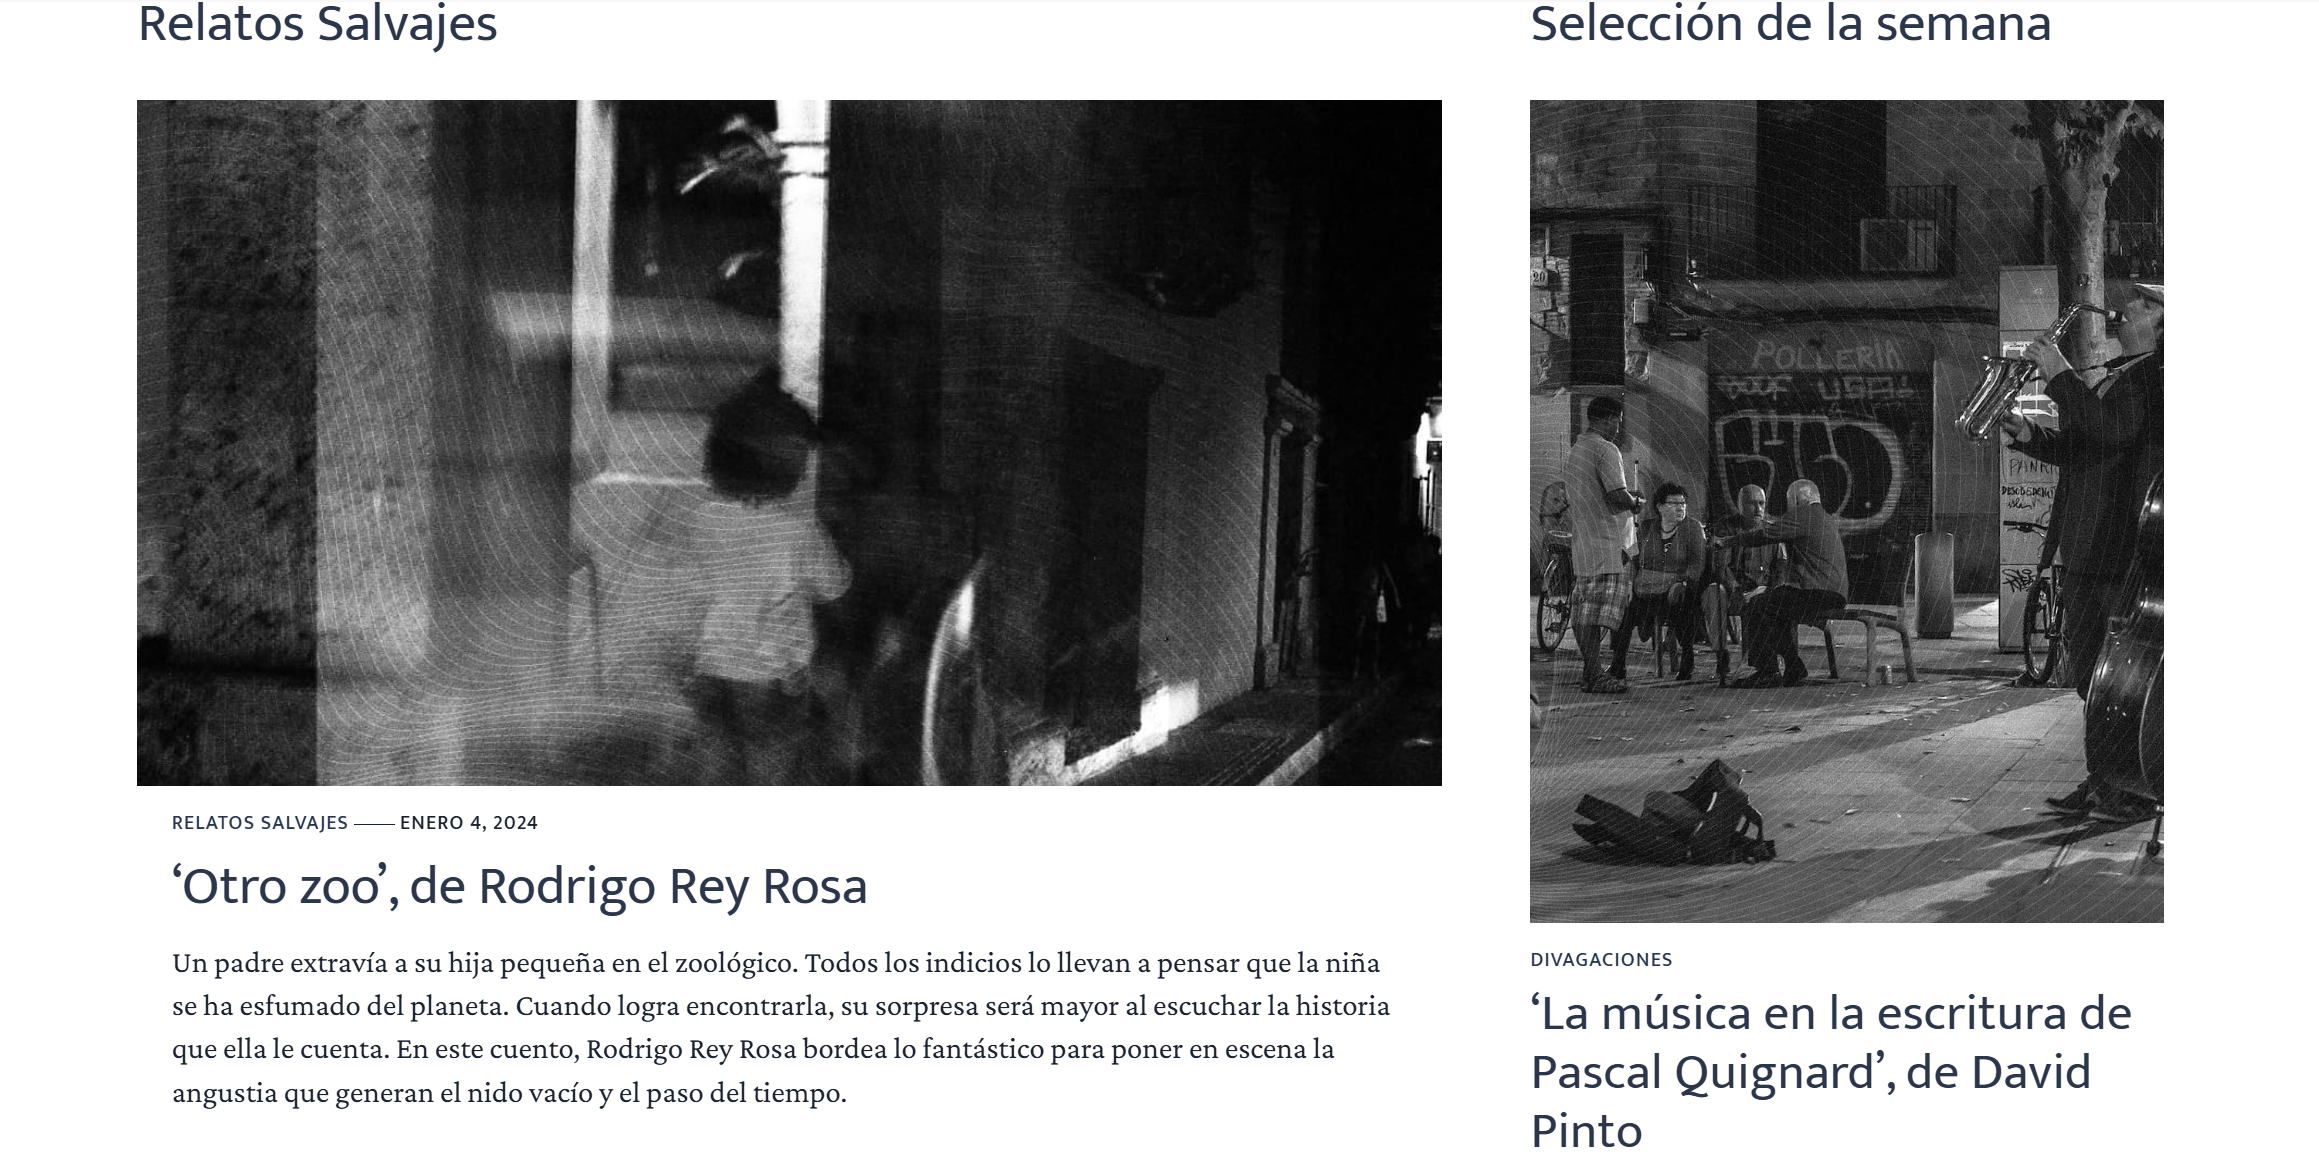 Relatos Salvajes
Selección de la semana
RELATOS SALVAJES —— ENERO 4, 2024
‘Otro zoo’, de Rodrigo Rey Rosa
Un padre extravía a su hija pequeña en el zoológico. Todos los indicios lo llevan a pensar que la niña
se ha esfumado del planeta. Cuando logra encontrarla, su sorpresa será mayor al escuchar la historia
que ella le cuenta. En este cuento, Rodrigo Rey Rosa bordea lo fantástico para poner en escena la
angustia que generan el nido vacío y el paso del tiempo.
20
POLLERIA
DIVAGACIONES
‘La música en la escritura de
Pascal Quignard’, de David
Pinto